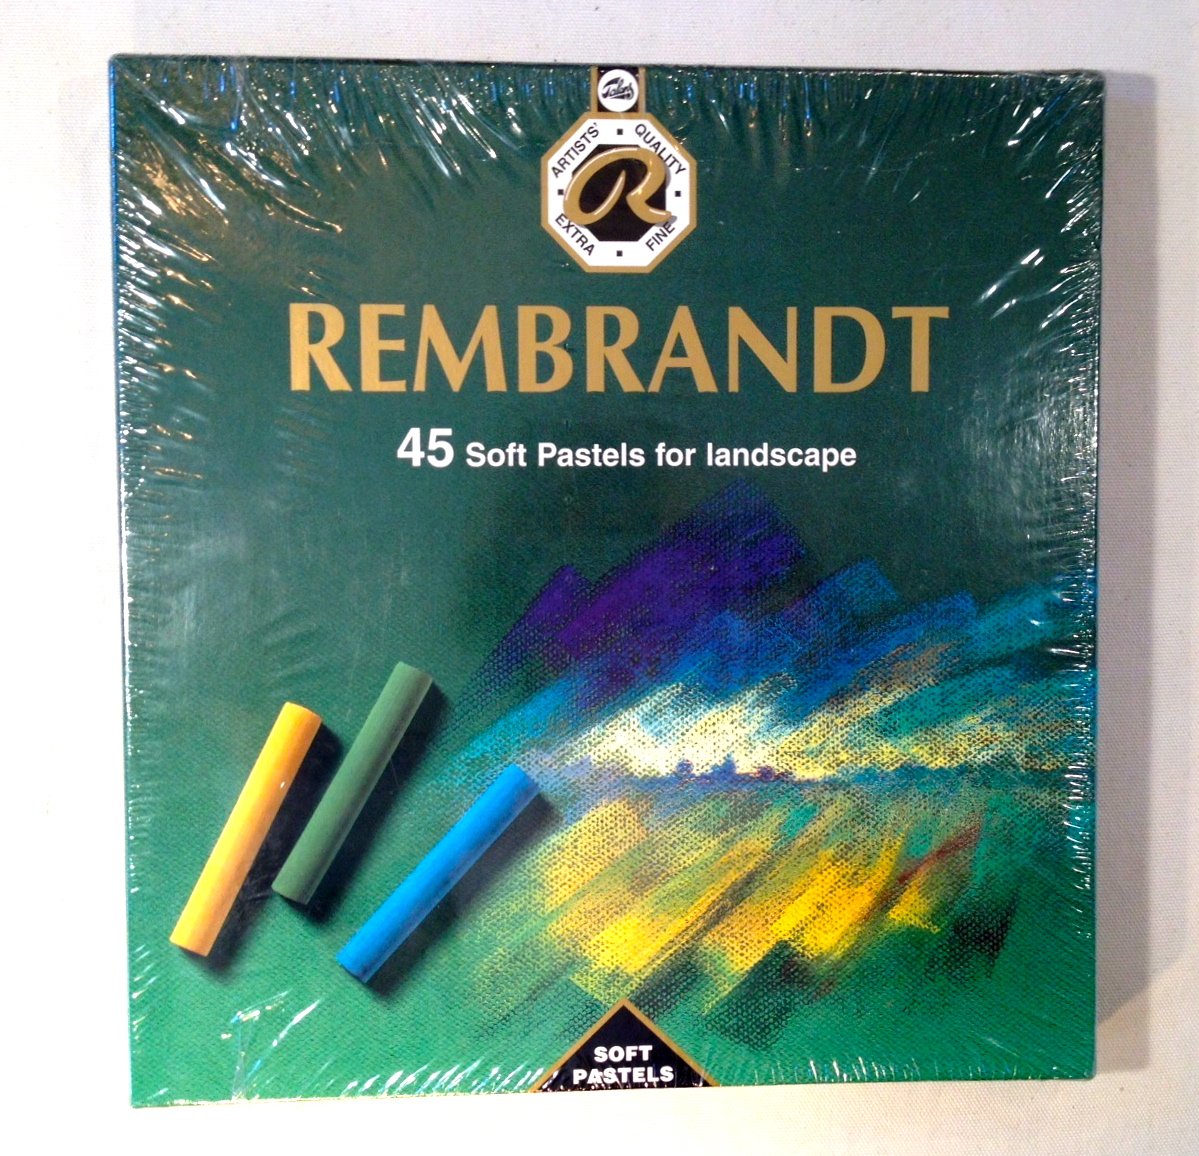 Talens
ARTISTS' QUALITY
R
EXTRA FINE
REMBRANDT
45 Soft Pastels for landscape
SOFT
PASTELS